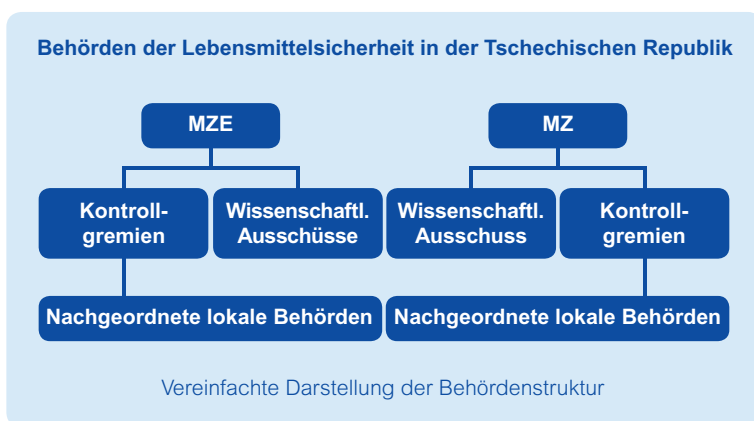 Behörden der Lebensmittelsicherheit in der Tschechischen Republik
MZE
MZ
Kontroll-
gremien
Wissenschaftl.
Ausschüsse
Wissenschaftl.
Ausschuss
Kontroll-
gremien
Nachgeordnete lokale Behörden
Nachgeordnete lokale Behörden
Vereinfachte Darstellung der Behördenstruktur